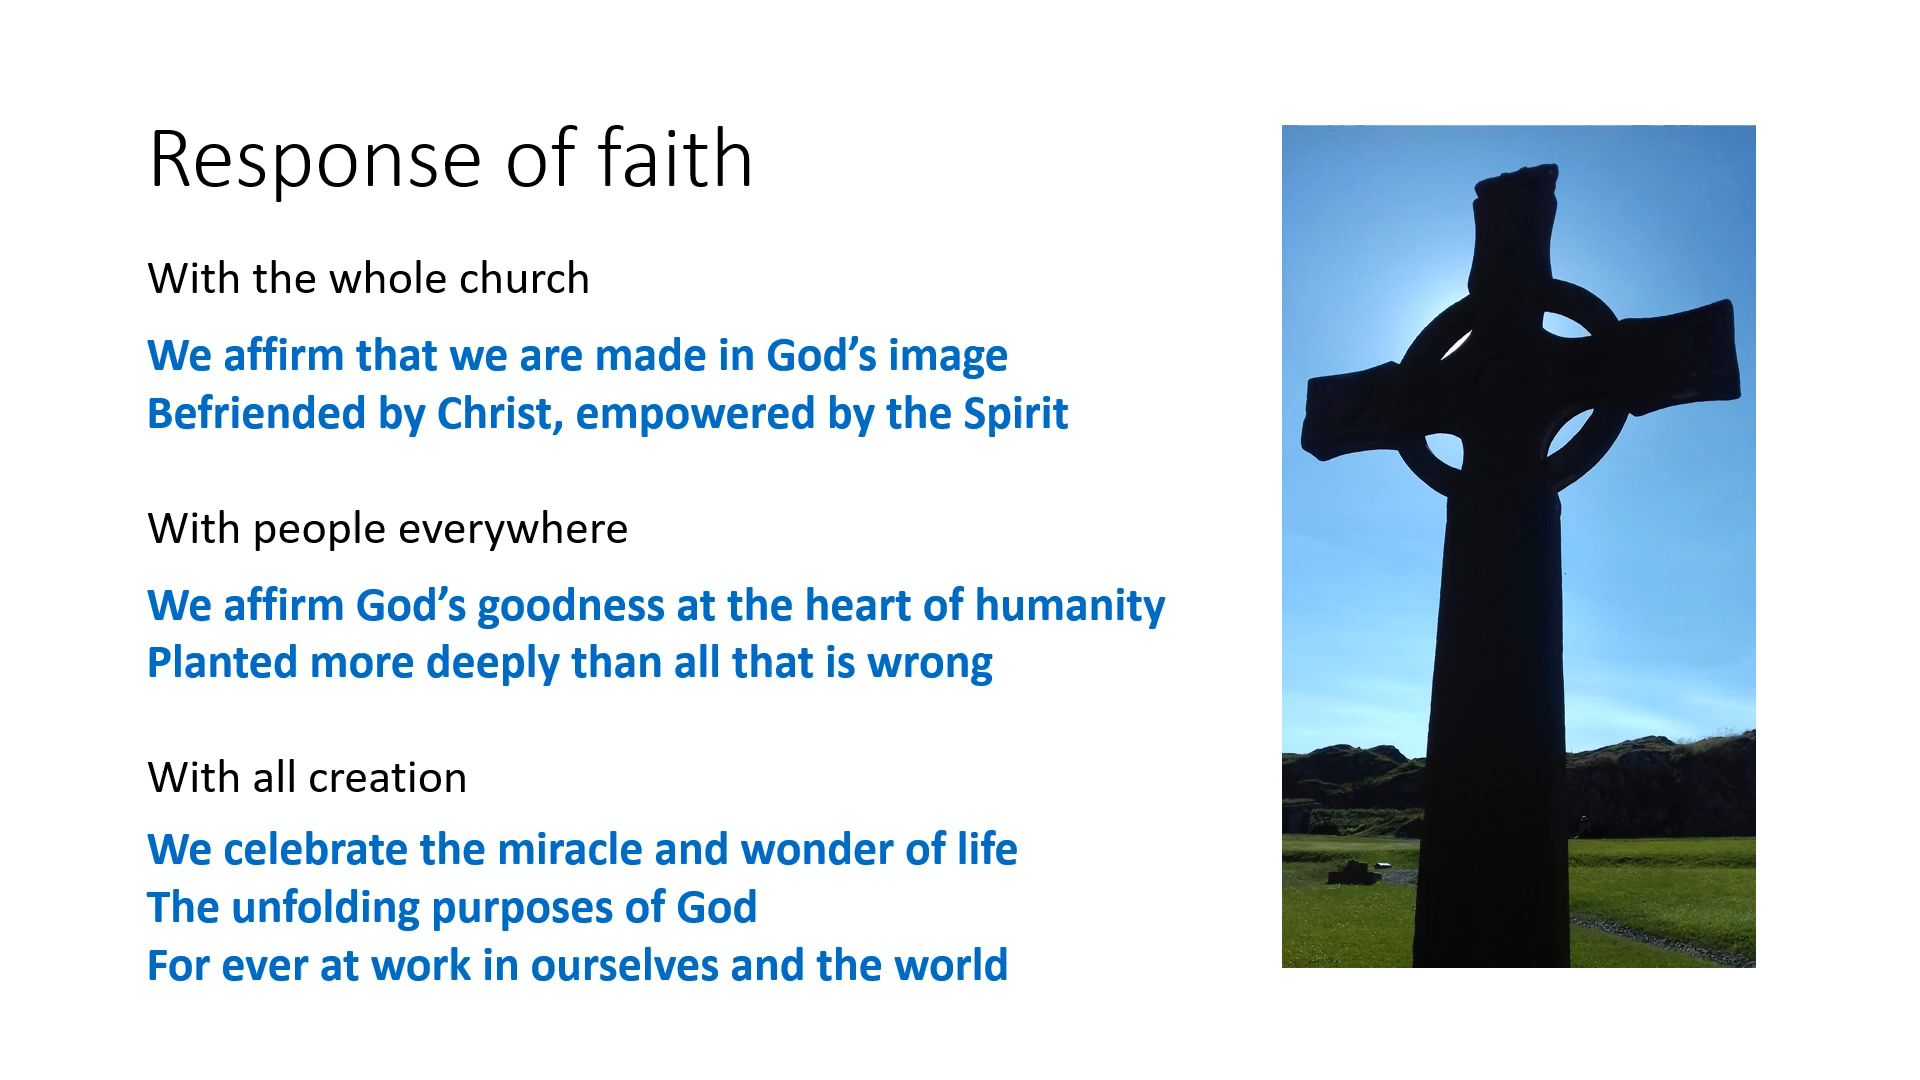 Response of faith
With the whole church
We affirm that we are made in God’s image
Befriended by Christ, empowered by the Spirit
With people everywhere
We affirm God’s goodness at the heart of humanity
Planted more deeply than all that is wrong
With all creation
We celebrate the miracle and wonder of life
The unfolding purposes of God
For ever at work in ourselves and the world